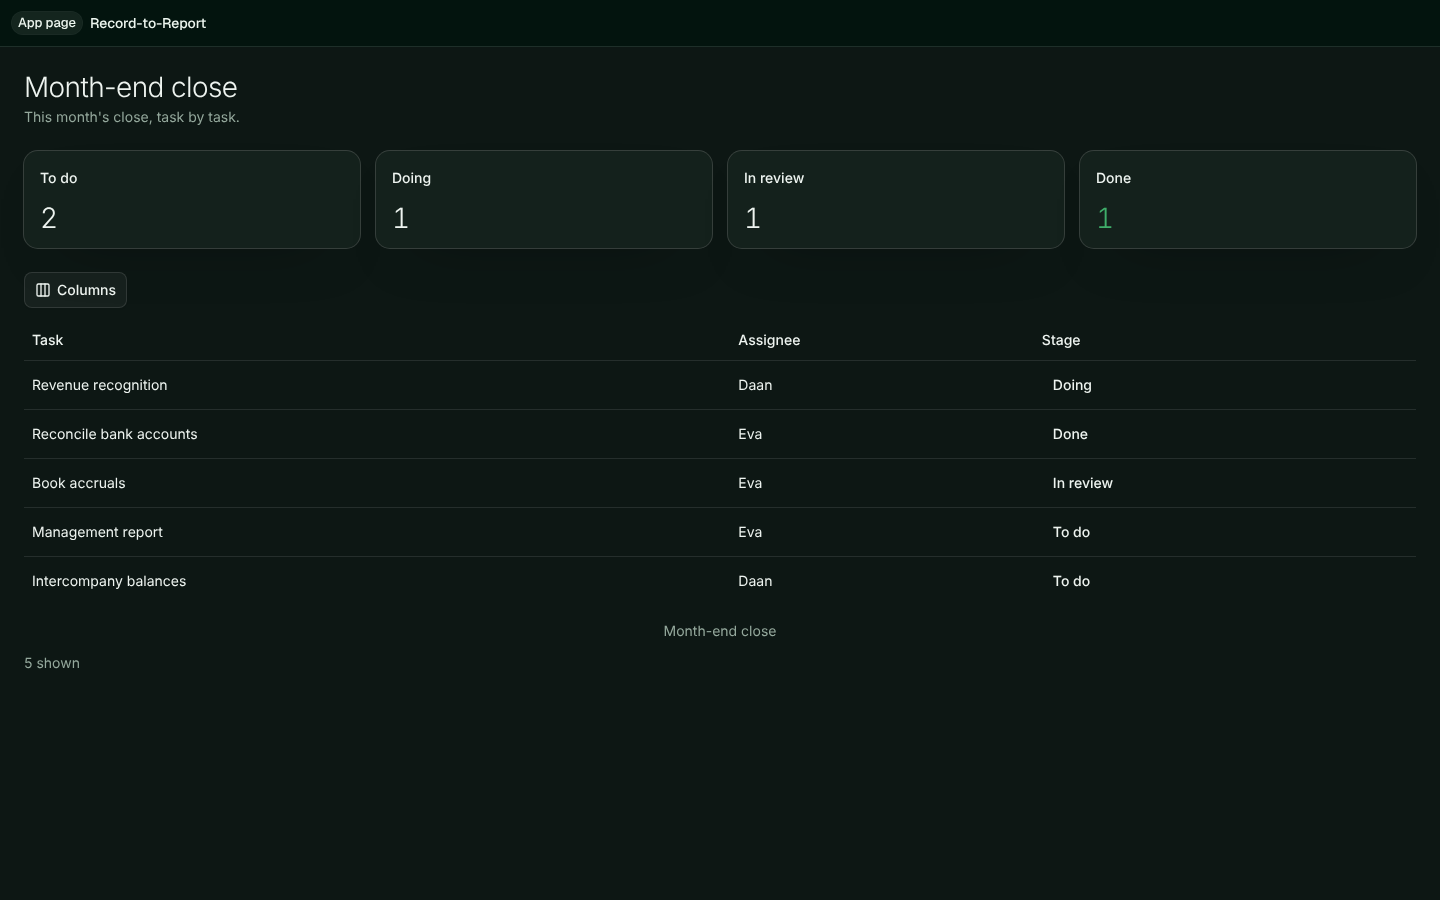 App page Record-to-Report
Month-end close
This month's close, task by task.
To do Doing In review Done
2 1 1 1
Columns
Task Assignee Stage
Revenue recognition Daan Doing
Reconcile bank accounts Eva Done
Book accruals Eva In review
Management report Eva To do
Intercompany balances Daan To do
Month-end close
5 shown